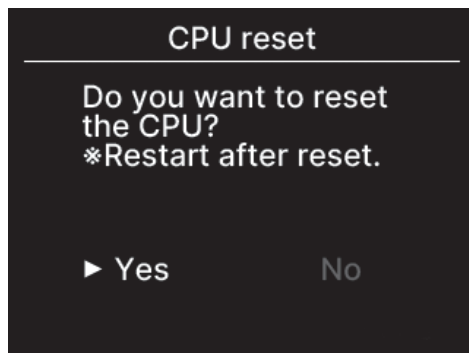 CPU reset
Do you want to reset
the CPU?
※Restart after reset.
▶ Yes No